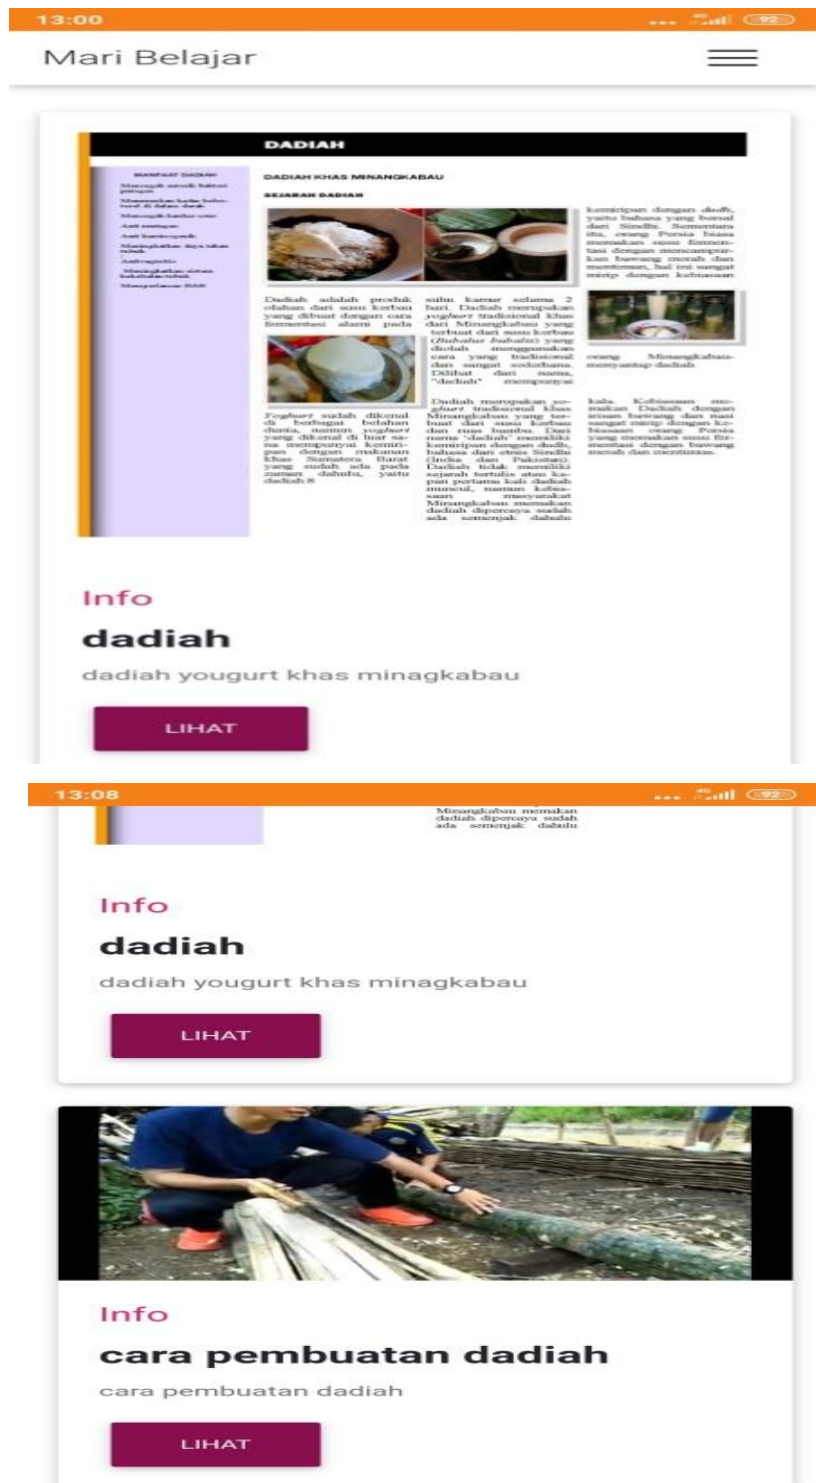 13:00
4G
92
Mari Belajar
DADIAH
MANFAAT DADIAH
DADIAH KHAS MINANGKABAU
SEJARAH DADIAH
Dadiah adalah produk
olahan dari susu kerbau
yang dibuat dengan cara
fermentasi alami pada
Yoghurt sudah dikenal
di berbagai belahan
dunia, namun yoghurt
yang dikenal di luar sa-
na mempunyai kemiri-
pan dengan makanan
khas Sumatera Barat
yang sudah ada pada
zaman dahulu, yaitu
dadiah 8
suhu kamar selama 2
hari. Dadiah merupakan
yoghurt tradisional khas
dari Minangkabau yang
terbuat dari susu kerbau
(Bubalus bubalis) yang
diolah menggunakan
cara yang tradisional
dan sangat sederhana.
Dilihat dari nama,
"dadiah" mempunyai
Dadiah merupakan yo-
ghurt tradisional khas
Minangkabau yang ter-
buat dari susu kerbau
dan ruas bambu. Dari
nama "dadiah" memiliki
kemiripan dengan dadh,
bahasa dari etnis Sindhi
(India dan Pakistan).
Dadiah tidak memiliki
sejarah tertulis atau ka-
pan pertama kali dadiah
muncul, namun kebia-
saan masyarakat
Minangkabau memakan
dadiah dipercaya sudah
ada semenjak dahulu
kemiripan dengan dadh,
yaitu bahasa yang berasal
dari Sindhi. Sementara
itu, orang Persia biasa
memakan susu fermen-
tasi dengan mencampur-
kan bawang merah dan
mentimun, hal ini sangat
mirip dengan kebiasaan
orang Minangkabau-
menyantap dadiah
kala. Kebiasaan me-
makan Dadiah dengan
irisan bawang dan nasi
sangat mirip dengan ke-
biasaan orang Persia
yang memakan susu fer-
mentasi dengan bawang
merah dan mentimun.
Info
dadiah
dadiah yougurt khas minagkabau
LIHAT
13:08
4G
92
Minangkabau memakan
dadiah dipercaya sudah
ada semenjak dahulu
Info
dadiah
dadiah yougurt khas minagkabau
LIHAT
Info
cara pembuatan dadiah
cara pembuatan dadiah
LIHAT